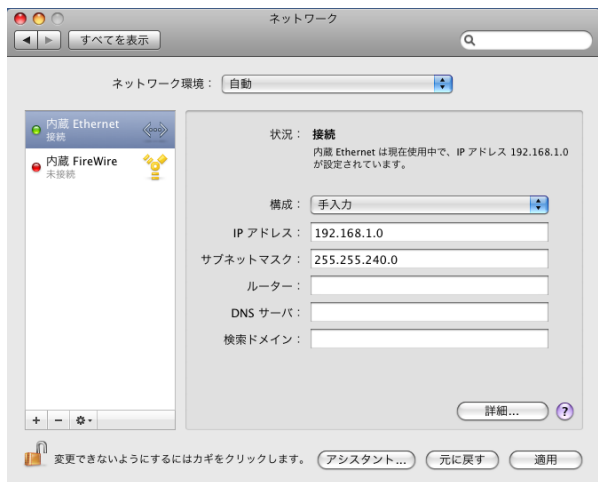 ネットワーク
すべてを表示
ネットワーク環境： 自動
内蔵 Ethernet
接続
内蔵 FireWire
未接続
状況： 接続
内蔵 Ethernet は現在使用中で、IP アドレス 192.168.1.0
が設定されています。
構成： 手入力
IP アドレス： 192.168.1.0
サブネットマスク： 255.255.240.0
ルーター：
DNS サーバ：
検索ドメイン：
詳細... ?
変更できないようにするにはカギをクリックします。 アシスタント... 元に戻す 適用